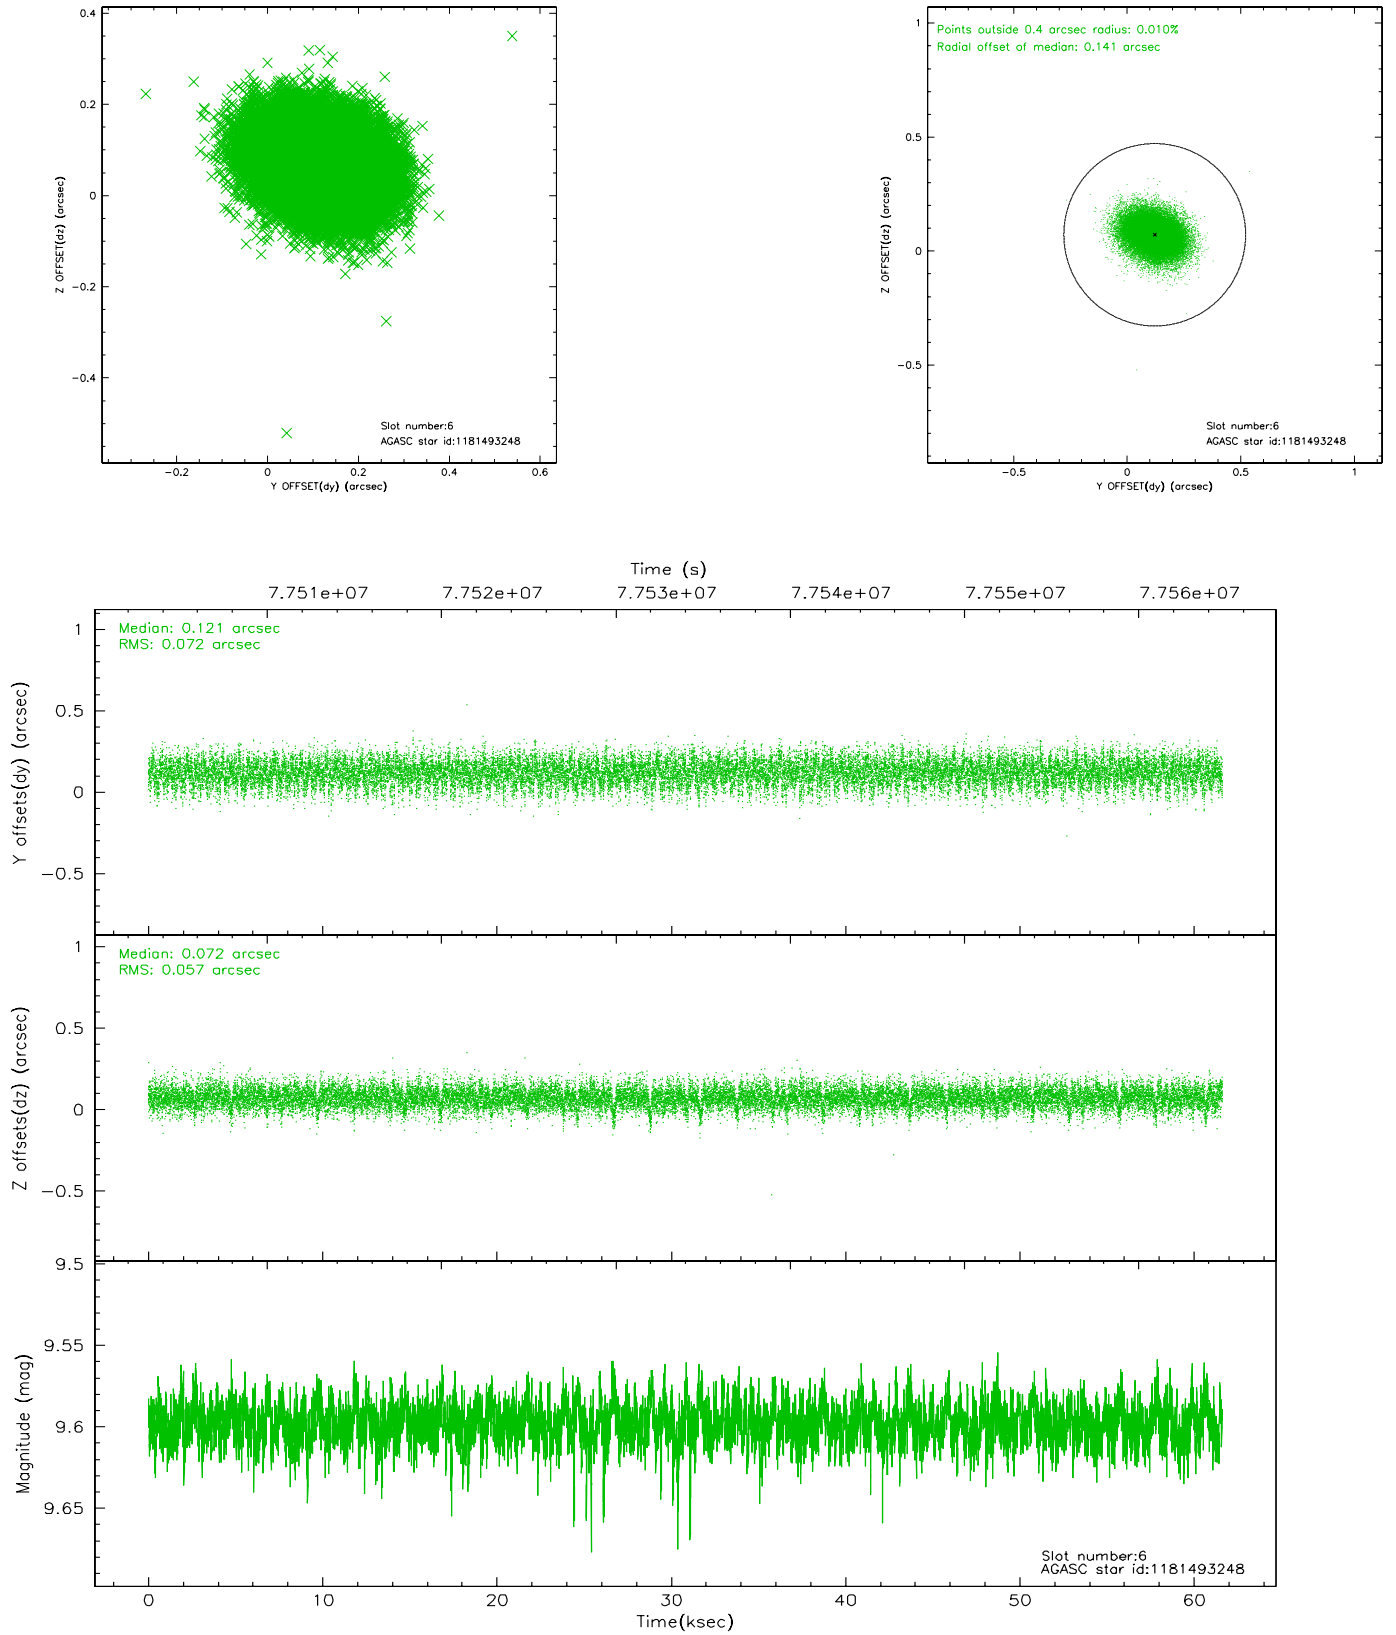 0.4
0.2
0
-0.2
-0.4
Z OFFSET(dz) (arcsec)
Slot number:6
AGASC star id:1181493248
-0.2 0 0.2 0.4 0.6
Y OFFSET(dy) (arcsec)
Points outside 0.4 arcsec radius: 0.010%
Radial offset of median: 0.141 arcsec
1
0.5
0
-0.5
Z OFFSET(dz) (arcsec)
Slot number:6
AGASC star id:1181493248
-0.5 0 0.5 1
Y OFFSET(dy) (arcsec)
Time (s)
7.751e+07 7.752e+07 7.753e+07 7.754e+07 7.755e+07 7.756e+07
Median: 0.121 arcsec
RMS: 0.072 arcsec
1
0.5
0
-0.5
Y offsets(dy) (arcsec)
Median: 0.072 arcsec
RMS: 0.057 arcsec
1
0.5
0
-0.5
Z offsets(dz) (arcsec)
9.5
9.55
9.6
9.65
Magnitude (mag)
Slot number:6
AGASC star id:1181493248
0 10 20 30 40 50 60
Time(ksec)